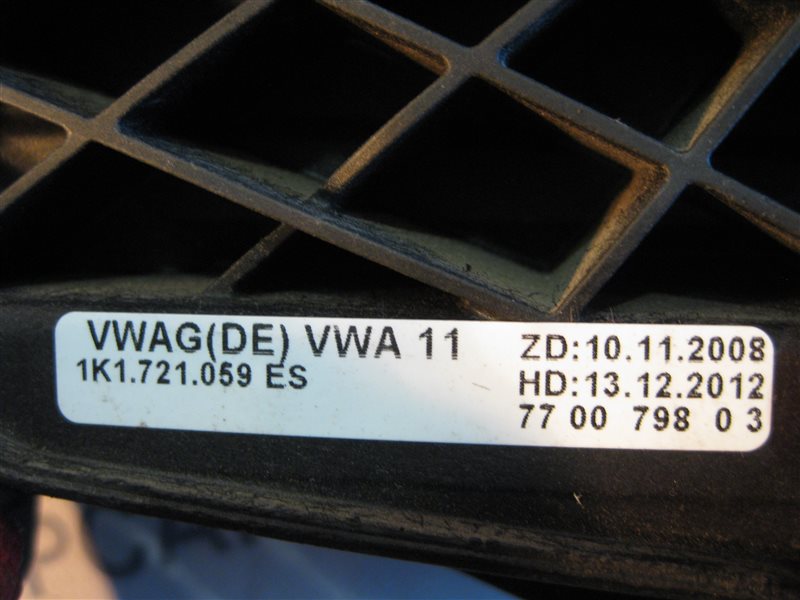 VWAG(DE) VWA 11
1K1.721.059 ES
ZD:10.11.2008
HD:13.12.2012
77 00 798 0 3